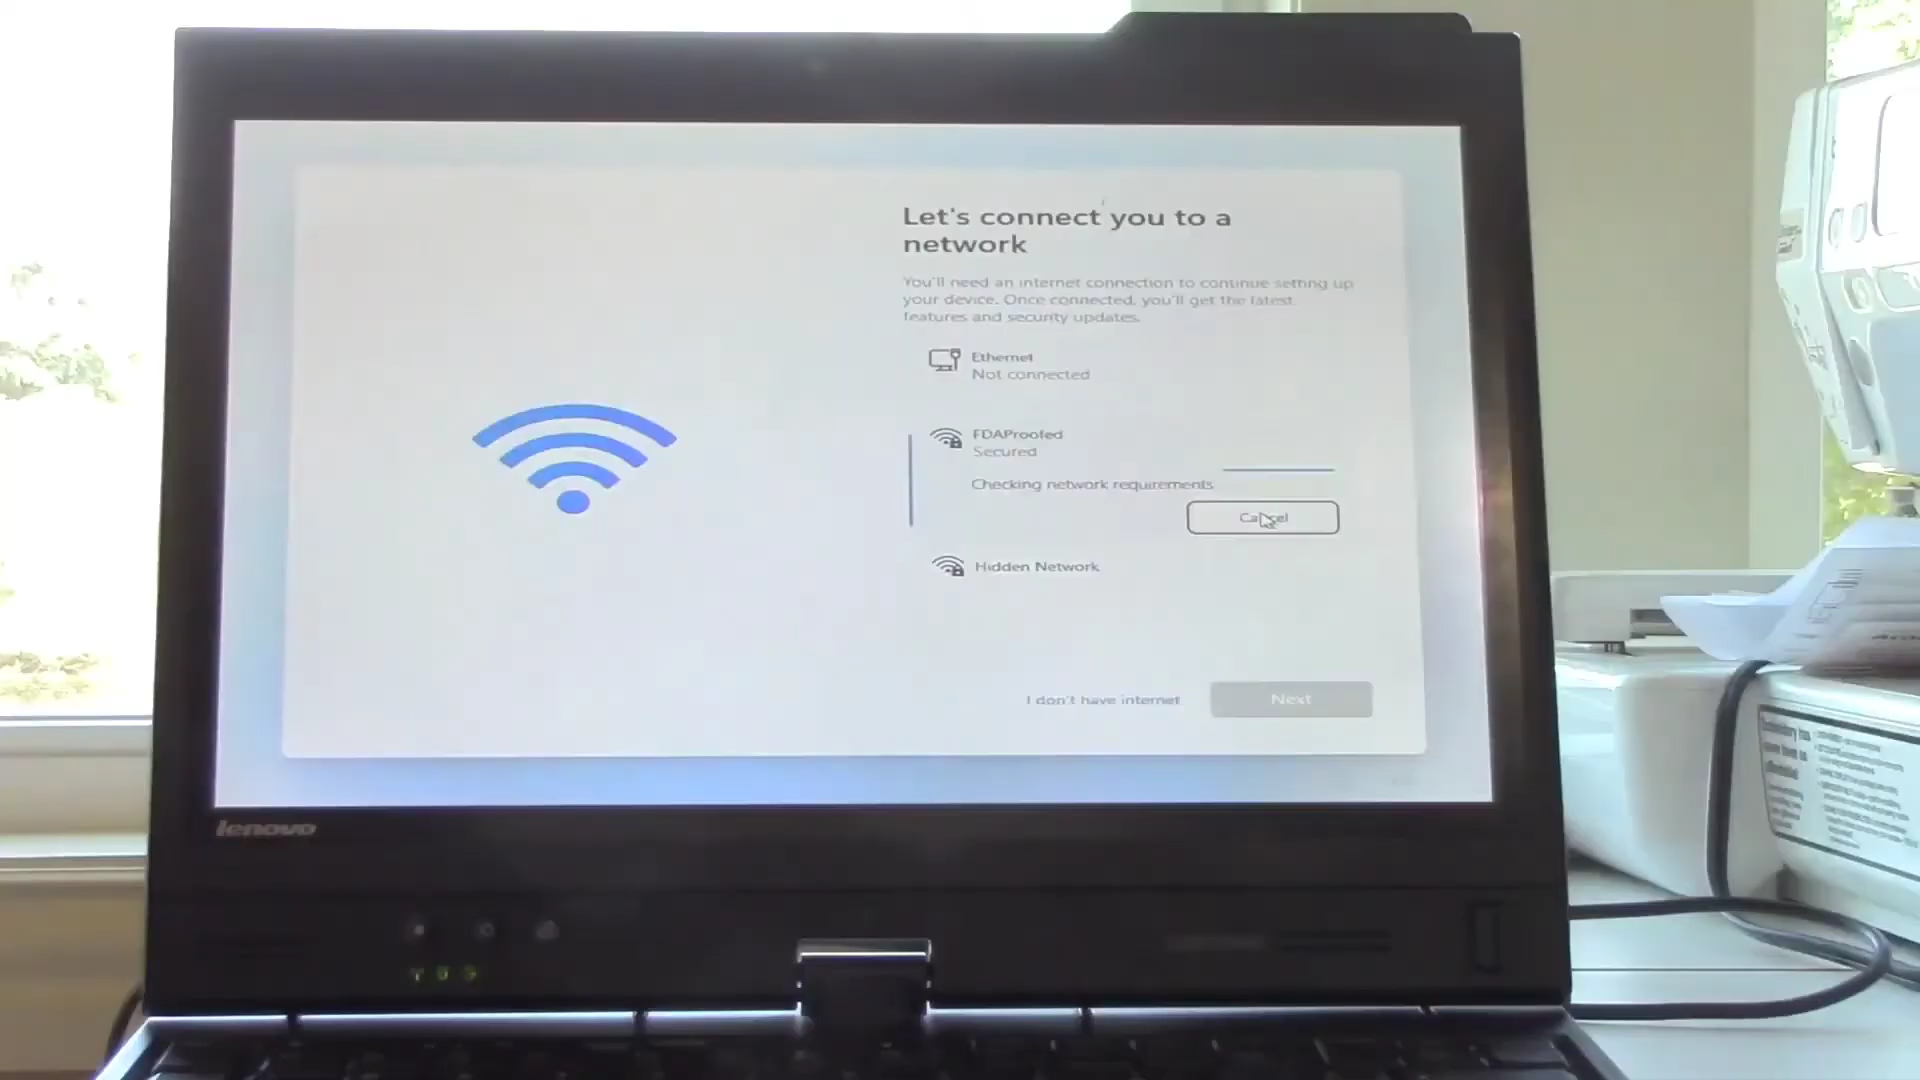 Let's connect you to a
network
You'll need an internet connection to continue setting up
your device. Once connected, you'll get the latest
features and security updates.
Ethernet
Not connected
FDAProofed
Secured
Checking network requirements
Cancel
Hidden Network
I don't have internet
Next
lenovo